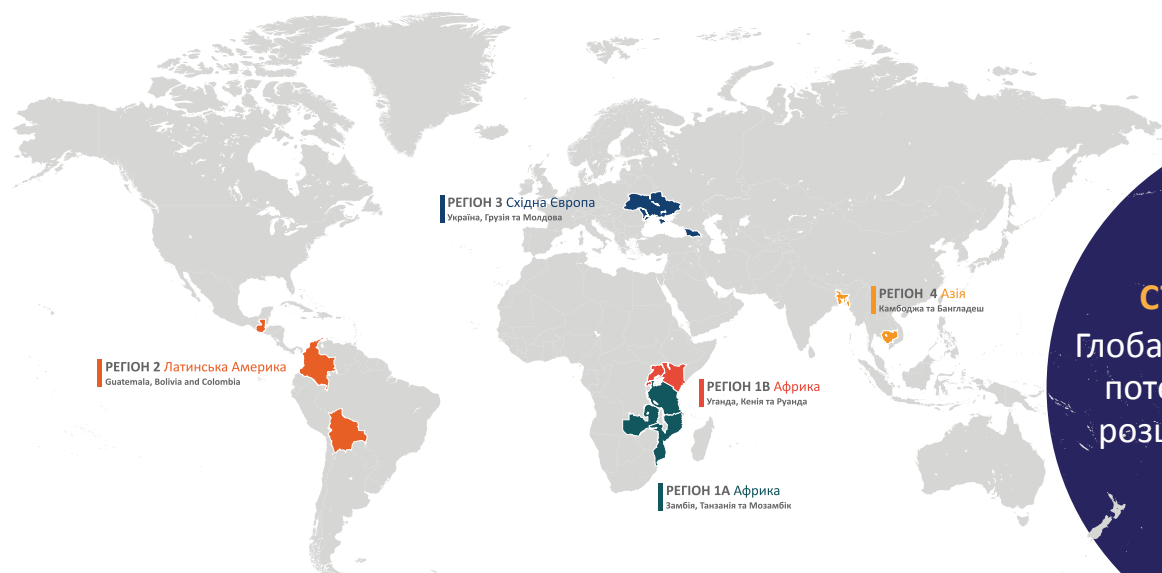 РЕГІОН 3 Східна Європа
Україна, Грузія та Молдова
РЕГІОН 4 Азія
Камбоджа та Бангладеш
РЕГІОН 2 Латинська Америка
Guatemala, Bolivia and Colombia
РЕГІОН 1B Африка
Уганда, Кенія та Руанда
РЕГІОН 1A Африка
Замбія, Танзанія та Мозамбік